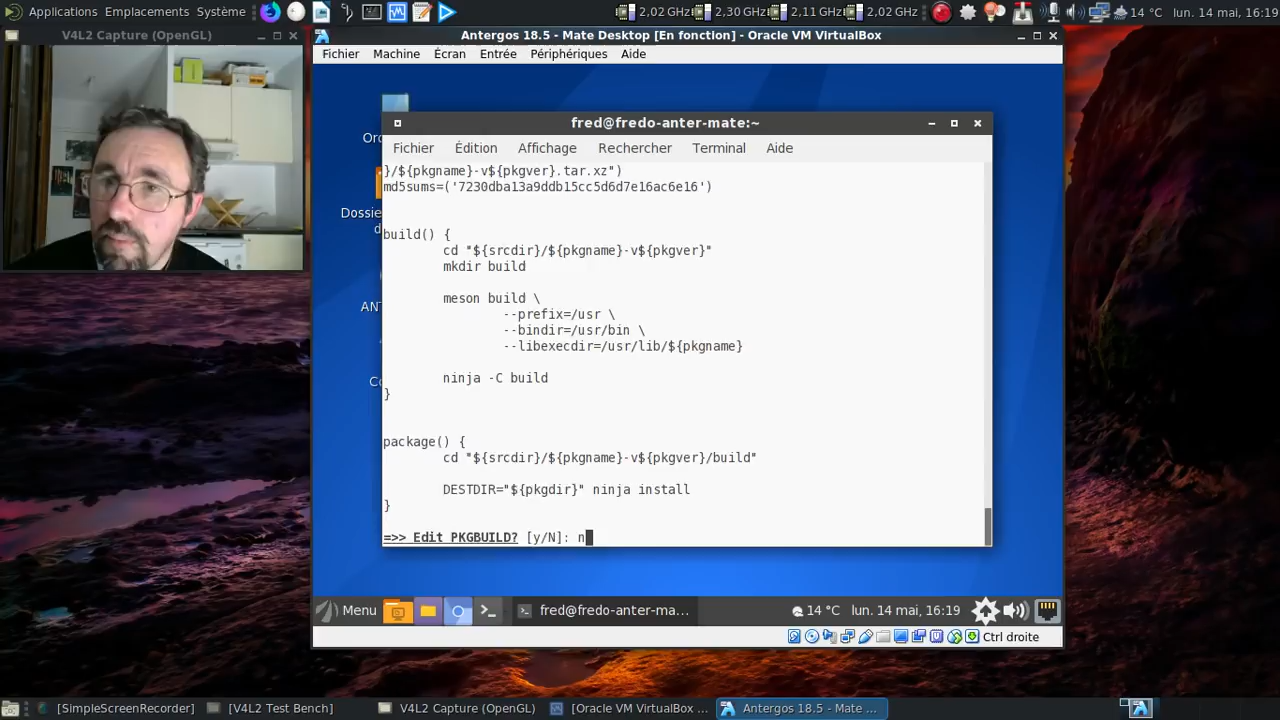 Applications Emplacements Système
2,02 GHz 2,30 GHz 2,11 GHz 2,02 GHz
14 °C lun. 14 mai, 16:19
V4L2 Capture (OpenGL)
Antergos 18.5 - Mate Desktop [En fonction] - Oracle VM VirtualBox
Fichier Machine Écran Entrée Périphériques Aide
fred@fredo-anter-mate:~
Fichier Édition Affichage Rechercher Terminal Aide
}/${pkgname}-v${pkgver}.tar.xz")
md5sums=('7230dba13a9ddb15cc5d6d7e16ac6e16')
build() {
cd "${srcdir}/${pkgname}-v${pkgver}"
mkdir build
meson build \
--prefix=/usr \
--bindir=/usr/bin \
--libexecdir=/usr/lib/${pkgname}
ninja -C build
}
package() {
cd "${srcdir}/${pkgname}-v${pkgver}/build"
DESTDIR="${pkgdir}" ninja install
}
=>> Edit PKGBUILD? [y/N]: n
Ord
Dossie
d
ANT
Co
Menu
fred@fredo-anter-ma...
14 °C lun. 14 mai, 16:19
Ctrl droite
[SimpleScreenRecorder]
[V4L2 Test Bench]
V4L2 Capture (OpenGL)
[Oracle VM VirtualBox ...
Antergos 18.5 - Mate ...